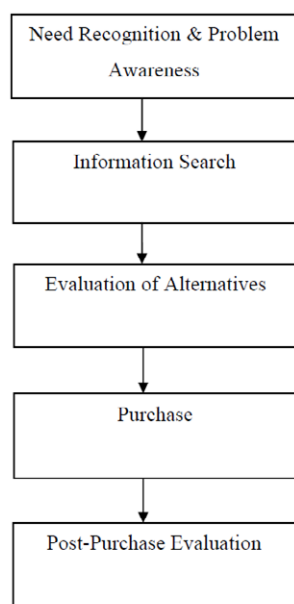 Need Recognition & Problem
Awareness
Information Search
Evaluation of Alternatives
Purchase
Post-Purchase Evaluation